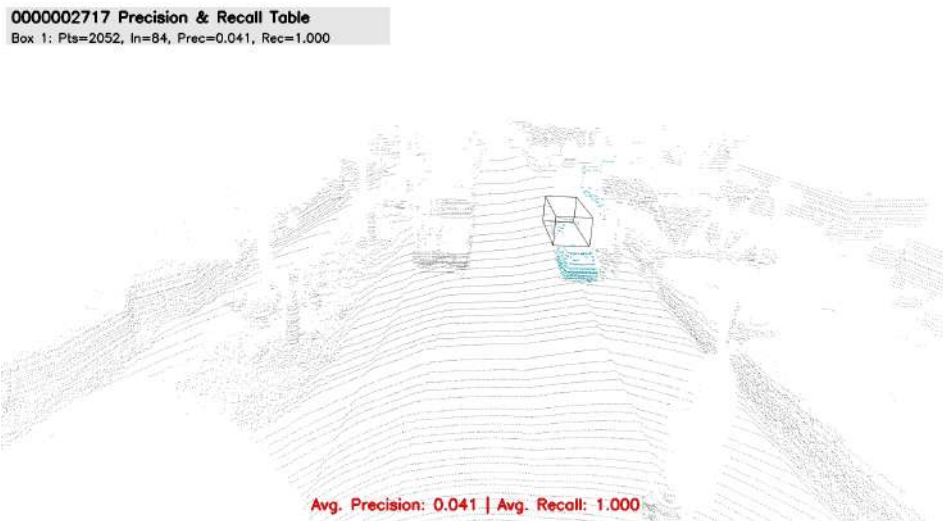 0000002717 Precision & Recall Table
Box 1: Pts=2052, In=84, Prec=0.041, Rec=1.000
Avg. Precision: 0.041 | Avg. Recall: 1.000